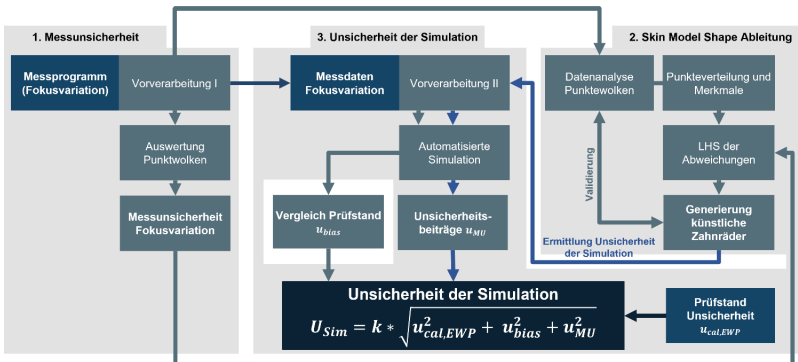 1. Messunsicherheit
Messprogramm
(Fokusvariation)
Vorverarbeitung I
Auswertung
Punktwolken
Messunsicherheit
Fokusvariation
3. Unsicherheit der Simulation
Messdaten
Fokusvariation
Vorverarbeitung II
Automatisierte
Simulation
Vergleich Prüfstand
u_bias
Unsicherheits-
beiträge u_MU
2. Skin Model Shape Ableitung
Datenanalyse
Punktewolken
Punkteverteilung und
Merkmale
LHS der
Abweichungen
Validierung
Generierung
künstliche
Zahnräder
Ermittlung Unsicherheit
der Simulation
Unsicherheit der Simulation
U_Sim = k * √(u²_cal,EWP + u²_bias + u²_MU)
Prüfstand
Unsicherheit
u_cal,EWP